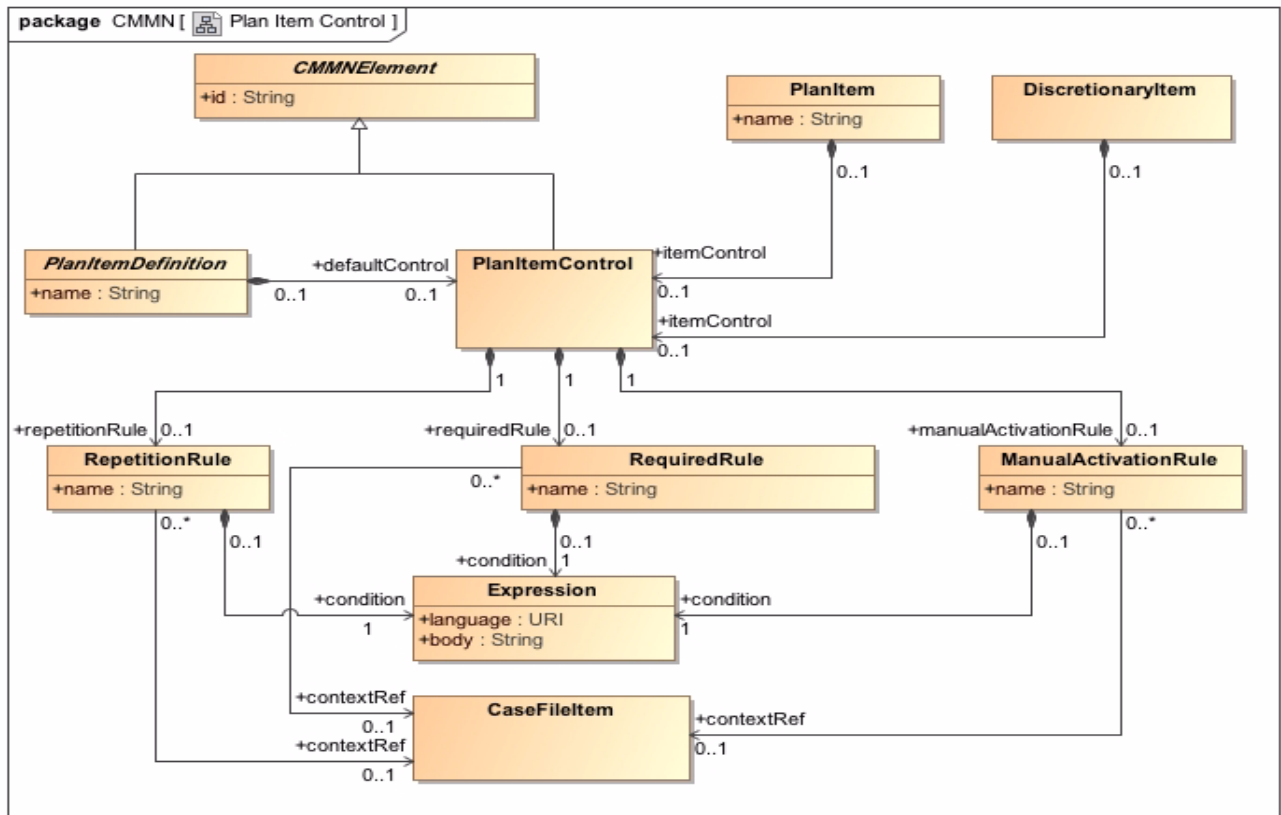 package CMMN [ Plan Item Control ]
CMMNElement
+id : String
PlanItem
+name : String
DiscretionaryItem
0..1
0..1
PlanItemDefinition
+name : String
+defaultControl
0..1
0..1
PlanItemControl
+itemControl
0..1
+itemControl
0..1
1
1
1
+repetitionRule
0..1
+requiredRule
0..1
+manualActivationRule
0..1
RepetitionRule
+name : String
RequiredRule
+name : String
ManualActivationRule
+name : String
0..*
0..*
0..1
0..1
0..*
0..1
+condition
1
+condition
1
+condition
1
Expression
+language : URI
+body : String
+contextRef
0..1
+contextRef
0..1
CaseFileItem
+contextRef
0..1